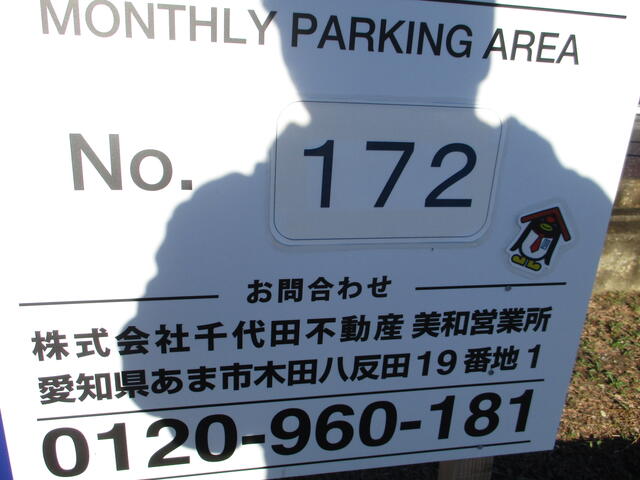 MONTHLY PARKING AREA
No. 172
お問合わせ
株式会社千代田不動産 美和営業所
愛知県あま市木田八反田19番地1
0120-960-181